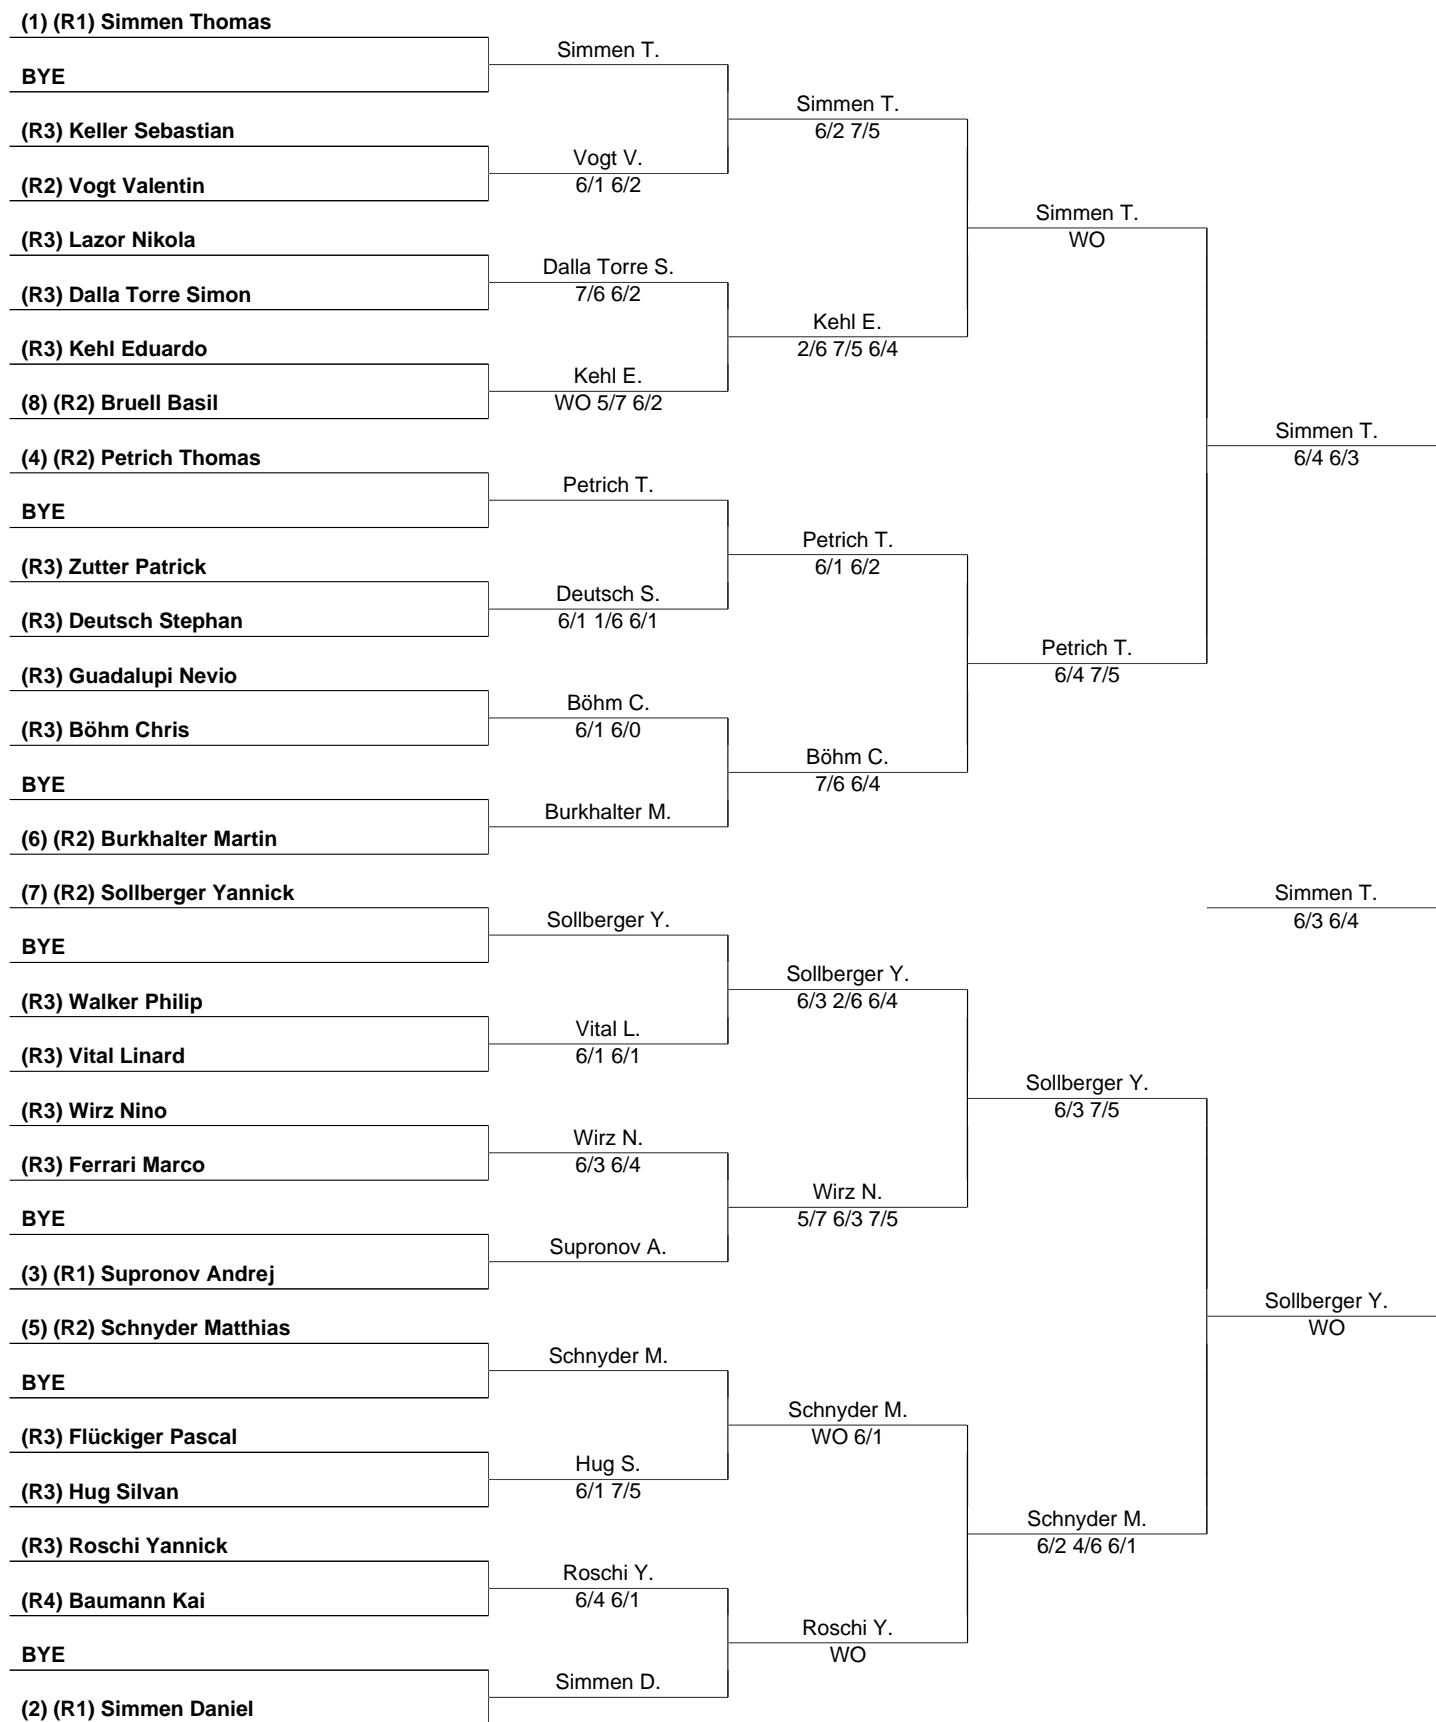 (1) (R1) Simmen Thomas
BYE
(R3) Keller Sebastian
(R2) Vogt Valentin
(R3) Lazor Nikola
(R3) Dalla Torre Simon
(R3) Kehl Eduardo
(8) (R2) Bruell Basil
(4) (R2) Petrich Thomas
BYE
(R3) Zutter Patrick
(R3) Deutsch Stephan
(R3) Guadalupi Nevio
(R3) Böhm Chris
BYE
(6) (R2) Burkhalter Martin
(7) (R2) Sollberger Yannick
BYE
(R3) Walker Philip
(R3) Vital Linard
(R3) Wirz Nino
(R3) Ferrari Marco
BYE
(3) (R1) Supronov Andrej
(5) (R2) Schnyder Matthias
BYE
(R3) Flückiger Pascal
(R3) Hug Silvan
(R3) Roschi Yannick
(R4) Baumann Kai
BYE
(2) (R1) Simmen Daniel
Simmen T.
Vogt V.
6/1 6/2
Dalla Torre S.
7/6 6/2
Kehl E.
WO 5/7 6/2
Petrich T.
Deutsch S.
6/1 1/6 6/1
Böhm C.
6/1 6/0
Burkhalter M.
Sollberger Y.
Vital L.
6/1 6/1
Wirz N.
6/3 6/4
Supronov A.
Schnyder M.
Hug S.
6/1 7/5
Roschi Y.
6/4 6/1
Simmen D.
Simmen T.
6/2 7/5
Kehl E.
2/6 7/5 6/4
Petrich T.
6/1 6/2
Böhm C.
7/6 6/4
Sollberger Y.
6/3 2/6 6/4
Wirz N.
5/7 6/3 7/5
Schnyder M.
WO 6/1
Roschi Y.
WO
Simmen T.
WO
Petrich T.
6/4 7/5
Sollberger Y.
6/3 7/5
Schnyder M.
6/2 4/6 6/1
Simmen T.
6/4 6/3
Simmen T.
6/3 6/4
Sollberger Y.
WO